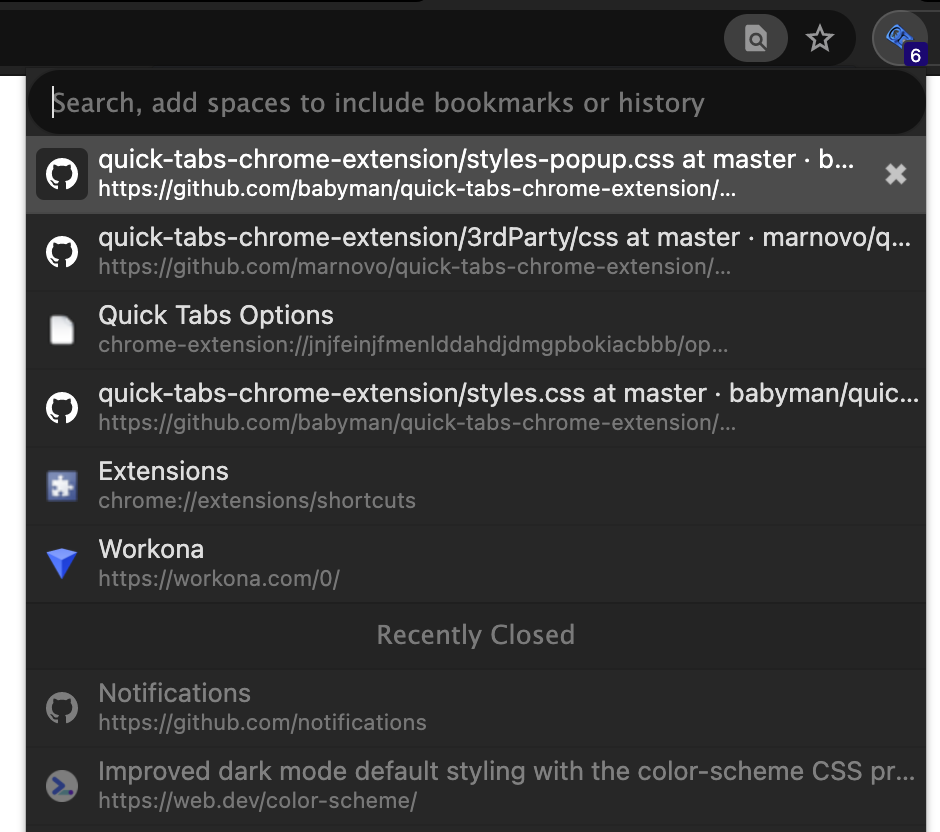 6
Search, add spaces to include bookmarks or history
quick-tabs-chrome-extension/styles-popup.css at master · b...
https://github.com/babyman/quick-tabs-chrome-extension/...
quick-tabs-chrome-extension/3rdParty/css at master · marnovo/q...
https://github.com/marnovo/quick-tabs-chrome-extension/...
Quick Tabs Options
chrome-extension://jnjfeinjfmenlddahdjdmgpbokiacbbb/op...
quick-tabs-chrome-extension/styles.css at master · babyman/quic...
https://github.com/babyman/quick-tabs-chrome-extension/...
Extensions
chrome://extensions/shortcuts
Workona
https://workona.com/0/
Recently Closed
Notifications
https://github.com/notifications
Improved dark mode default styling with the color-scheme CSS pr...
https://web.dev/color-scheme/